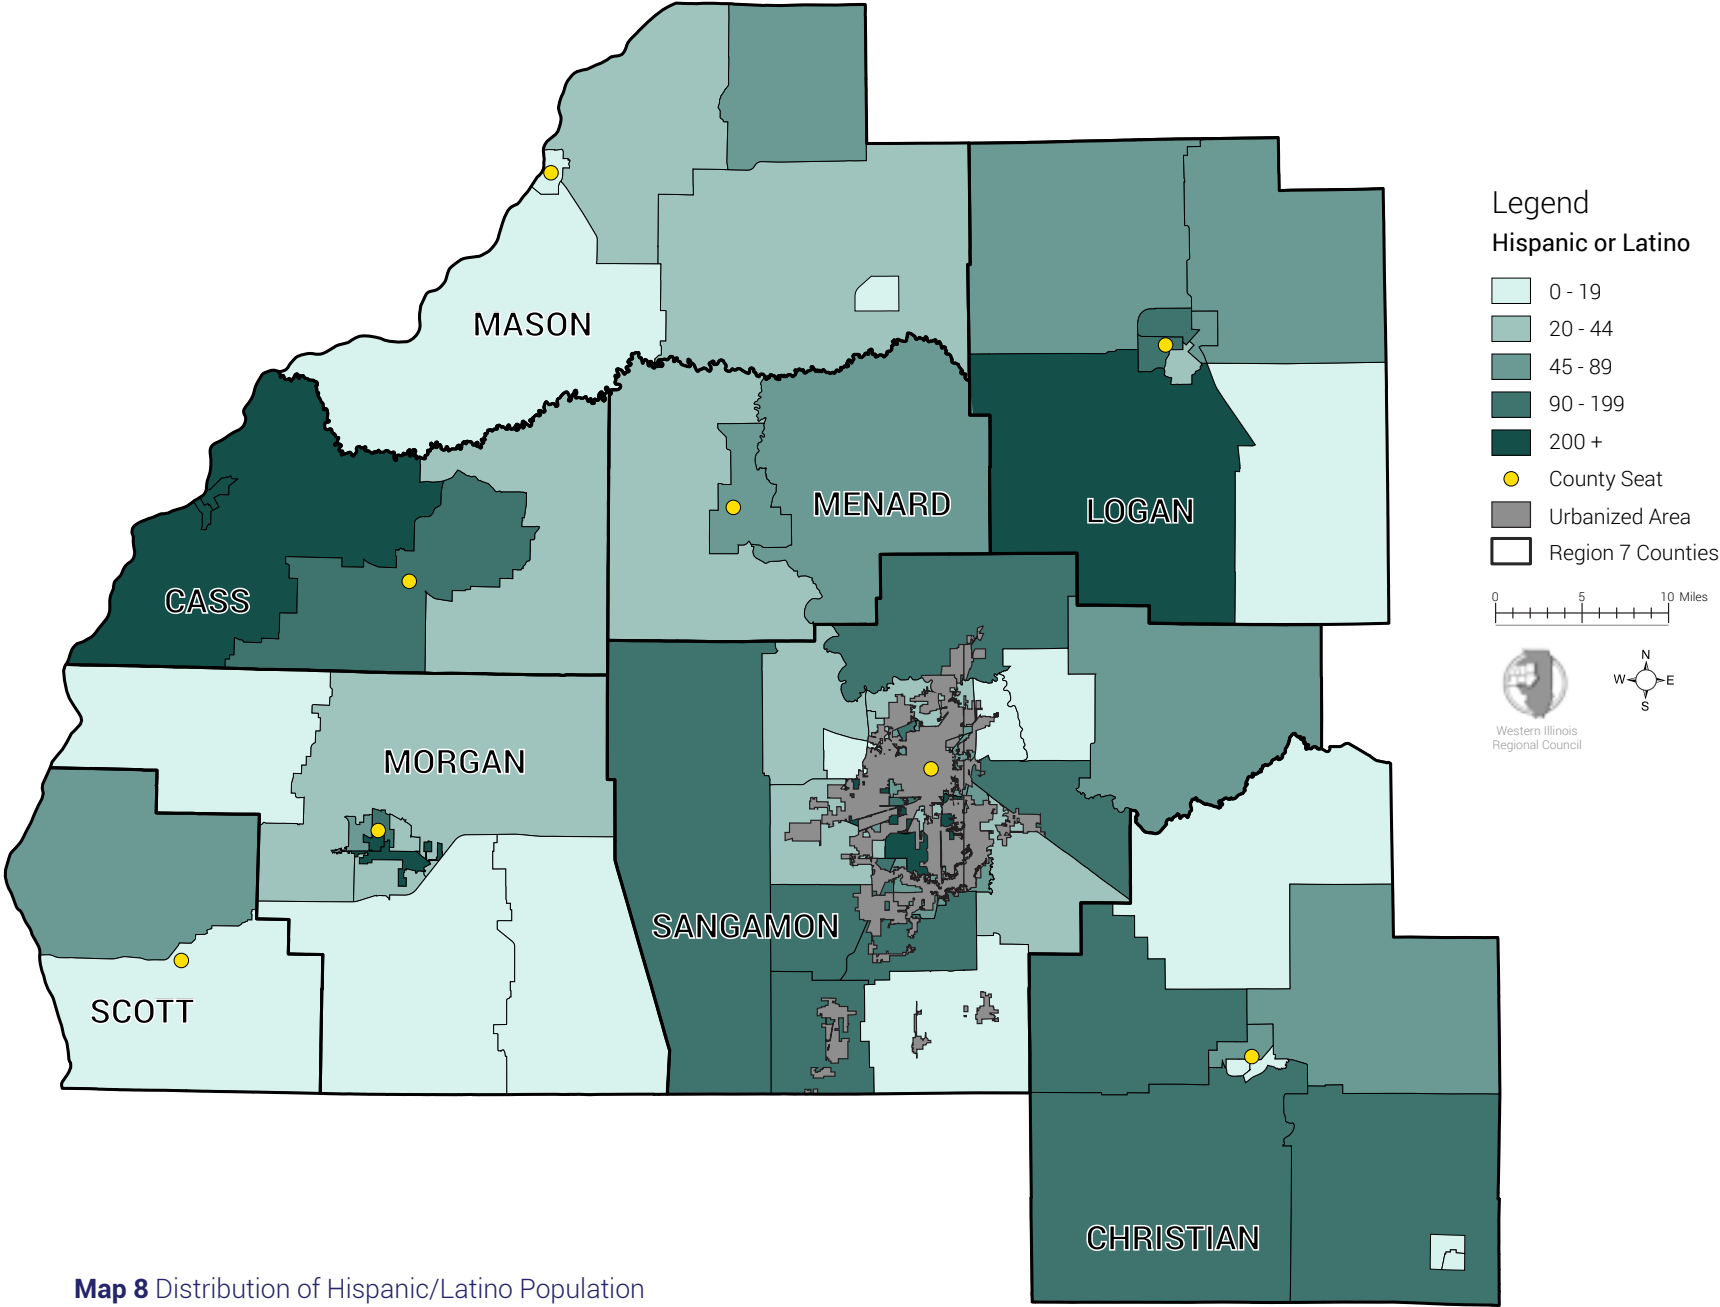 MASON
MENARD
LOGAN
CASS
MORGAN
SANGAMON
SCOTT
CHRISTIAN
Legend
Hispanic or Latino
0 - 19
20 - 44
45 - 89
90 - 199
200 +
County Seat
Urbanized Area
Region 7 Counties
0 5 10 Miles
N
W E
S
Western Illinois
Regional Council
Map 8 Distribution of Hispanic/Latino Population